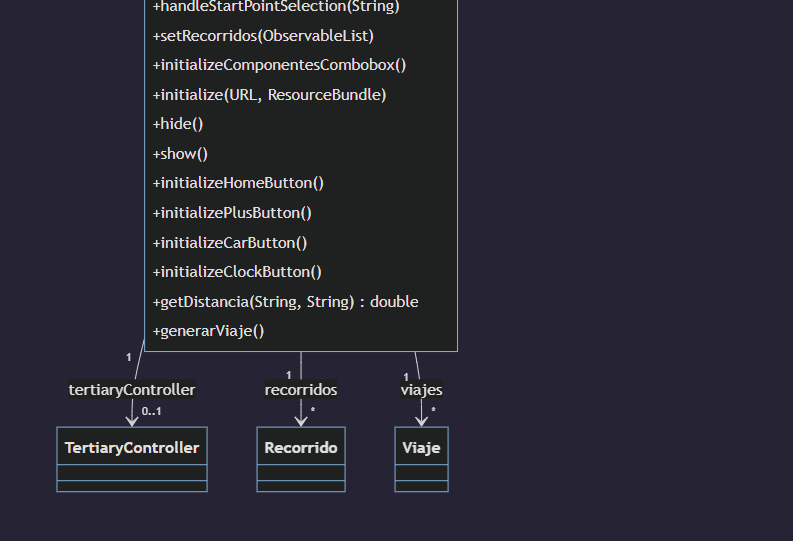 +handleStartPointSelection(String)
+setRecorridos(ObservableList)
+initializeComponentesCombobox()
+initialize(URL, ResourceBundle)
+hide()
+show()
+initializeHomeButton()
+initializePlusButton()
+initializeCarButton()
+initializeClockButton()
+getDistancia(String, String) : double
+generarViaje()
1 1 1
tertiaryController recorridos viajes
0..1 * *
TertiaryController Recorrido Viaje